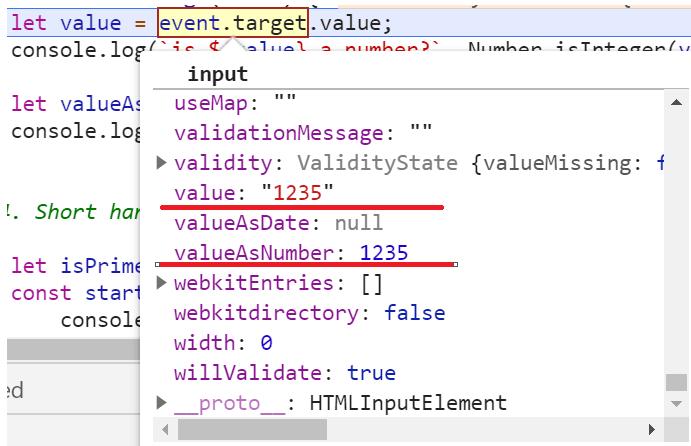 let value = event.target.value;
console.log(`is ${value} a number?`, Number.isInteger(v
input
let valueAs
console.log
4. Short han
let isPrime
const start
console
ed
useMap: ""
validationMessage: ""
validity: ValidityState {valueMissing: f
value: "1235"
valueAsDate: null
valueAsNumber: 1235
webkitEntries: []
webkitdirectory: false
width: 0
willValidate: true
__proto__: HTMLInputElement